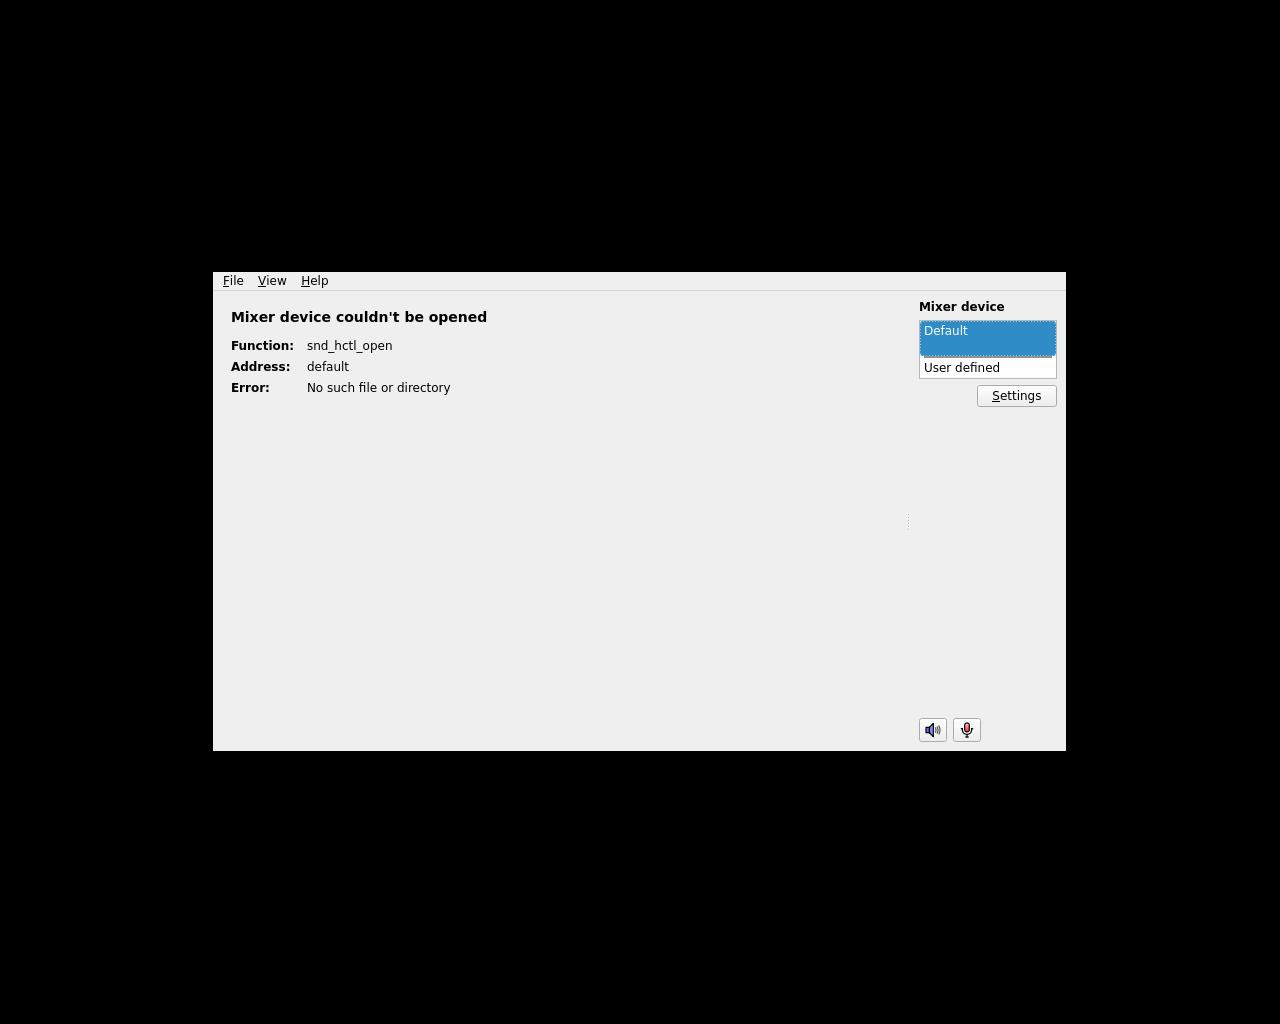 File View Help
Mixer device couldn't be opened
Function: snd_hctl_open
Address: default
Error: No such file or directory
Mixer device
Default
User defined
Settings